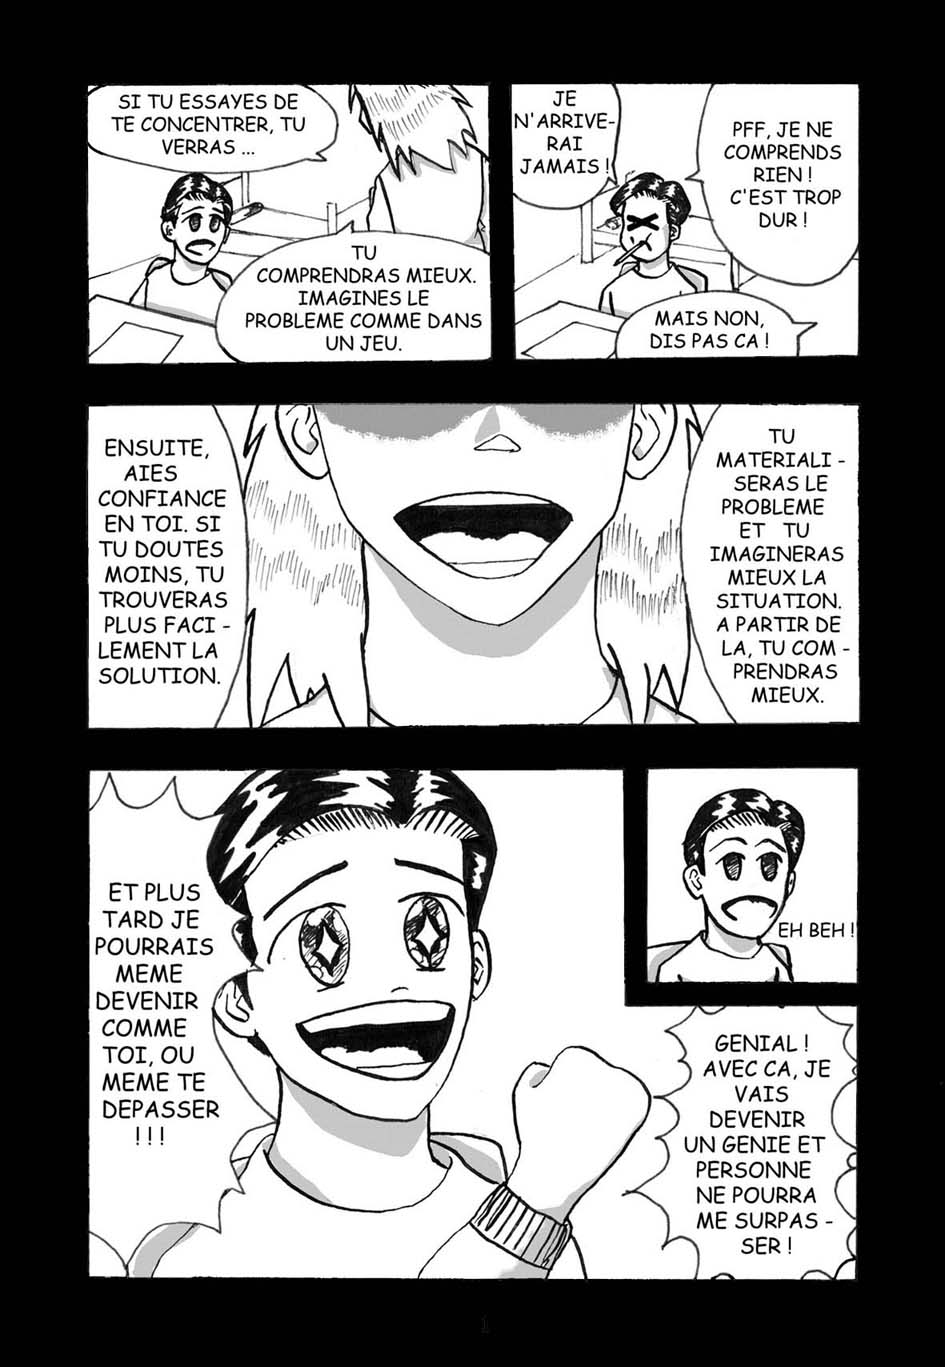 PFF, JE NE
COMPRENDS
RIEN !
C'EST TROP
DUR !
JE
N'ARRIVE-
RAI
JAMAIS !
MAIS NON,
DIS PAS CA !
SI TU ESSAYES DE
TE CONCENTRER, TU
VERRAS ...
TU
COMPRENDRAS MIEUX.
IMAGINES LE
PROBLEME COMME DANS
UN JEU.
TU
MATERIALI -
SERAS LE
PROBLEME
ET TU
IMAGINERAS
MIEUX LA
SITUATION.
A PARTIR DE
LA, TU COM -
PRENDRAS
MIEUX.
ENSUITE,
AIES
CONFIANCE
EN TOI. SI
TU DOUTES
MOINS, TU
TROUVERAS
PLUS FACI -
LEMENT LA
SOLUTION.
EH BEH !
GENIAL !
AVEC CA, JE
VAIS
DEVENIR
UN GENIE ET
PERSONNE
NE POURRA
ME SURPAS -
SER !
ET PLUS
TARD JE
POURRAIS
MEME
DEVENIR
COMME
TOI, OU
MEME TE
DEPASSER
! ! !
1